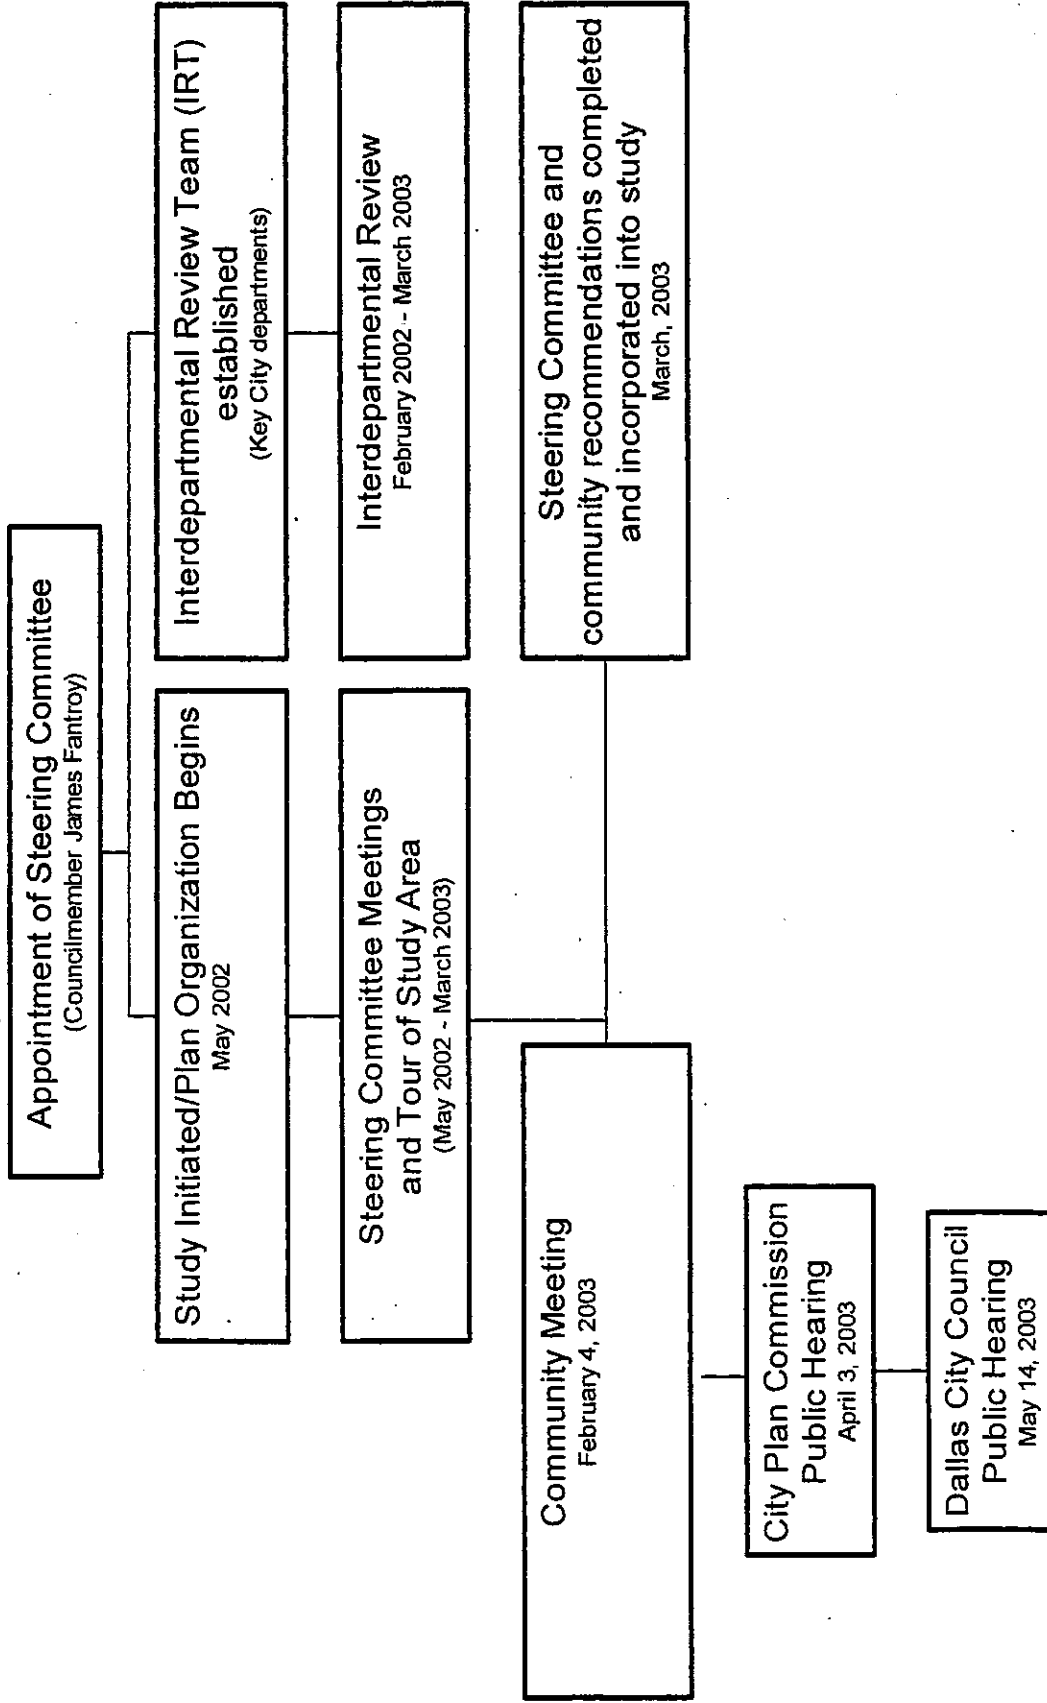 Appointment of Steering Committee
(Councilmember James Fantroy)
Study Initiated/Plan Organization Begins
May 2002
Interdepartmental Review Team (IRT)
established
(Key City departments)
Steering Committee Meetings
and Tour of Study Area
(May 2002 - March 2003)
Interdepartmental Review
February 2002 - March 2003
Community Meeting
February 4, 2003
Steering Committee and
community recommendations completed
and incorporated into study
March, 2003
City Plan Commission
Public Hearing
April 3, 2003
Dallas City Council
Public Hearing
May 14, 2003